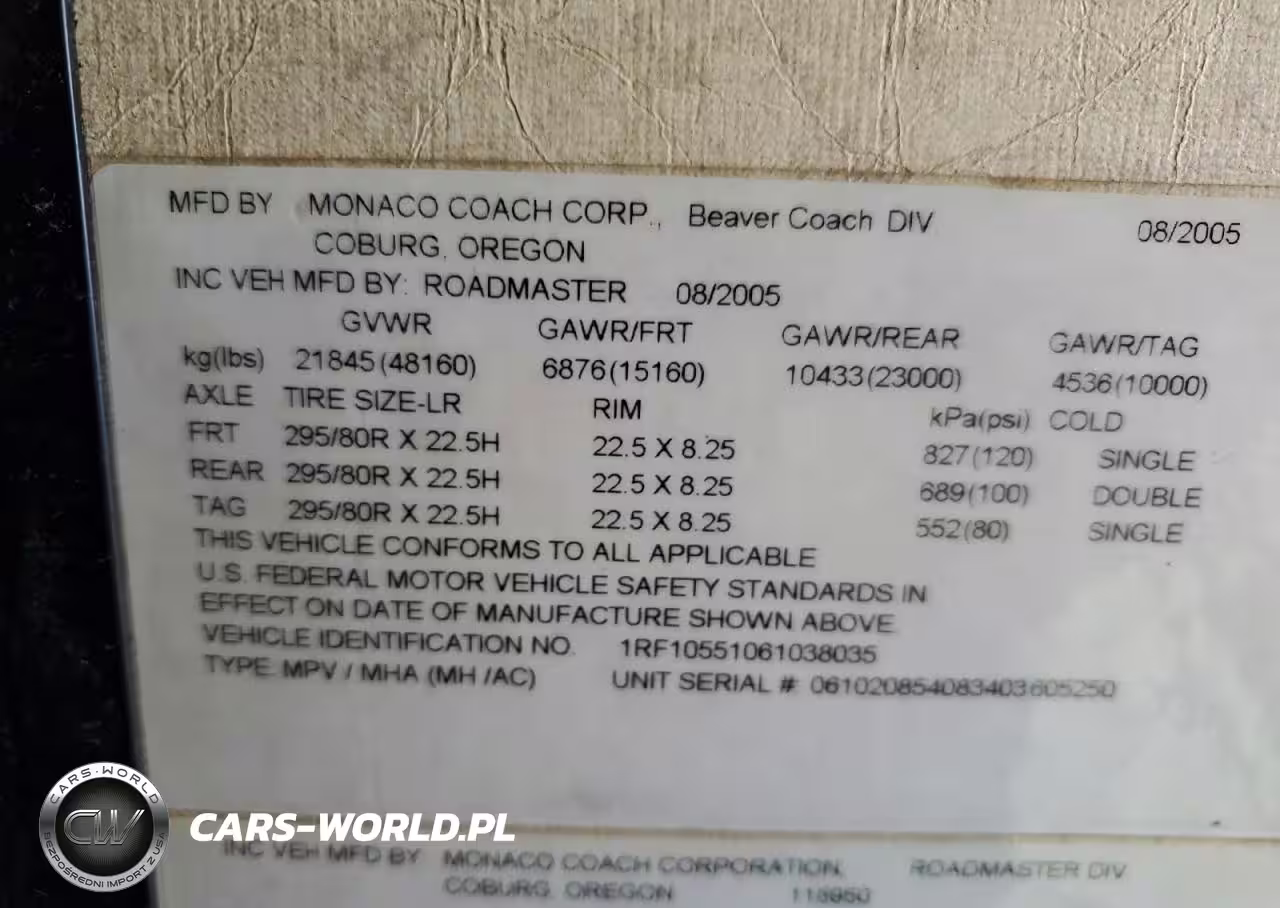 MFD BY MONACO COACH CORP., Beaver Coach DIV 08/2005
COBURG, OREGON
INC VEH MFD BY: ROADMASTER 08/2005
GVWR GAWR/FRT GAWR/REAR GAWR/TAG
kg(lbs) 21845(48160) 6876(15160) 10433(23000) 4536(10000)
AXLE TIRE SIZE-LR RIM kPa(psi) COLD
FRT 295/80R X 22.5H 22.5 X 8.25 827(120) SINGLE
REAR 295/80R X 22.5H 22.5 X 8.25 689(100) DOUBLE
TAG 295/80R X 22.5H 22.5 X 8.25 552(80) SINGLE
THIS VEHICLE CONFORMS TO ALL APPLICABLE
U.S. FEDERAL MOTOR VEHICLE SAFETY STANDARDS IN
EFFECT ON DATE OF MANUFACTURE SHOWN ABOVE
VEHICLE IDENTIFICATION NO. 1RF10551061038035
TYPE MPV / MHA (MH /AC) UNIT SERIAL # 061020854083403605250
CARS-WORLD
CW
BEZPOŚREDNI IMPORT Z USA
CARS-WORLD.PL
INC VEH MFD BY MONACO COACH CORPORATION, ROADMASTER DIV
COBURG, OREGON 118950